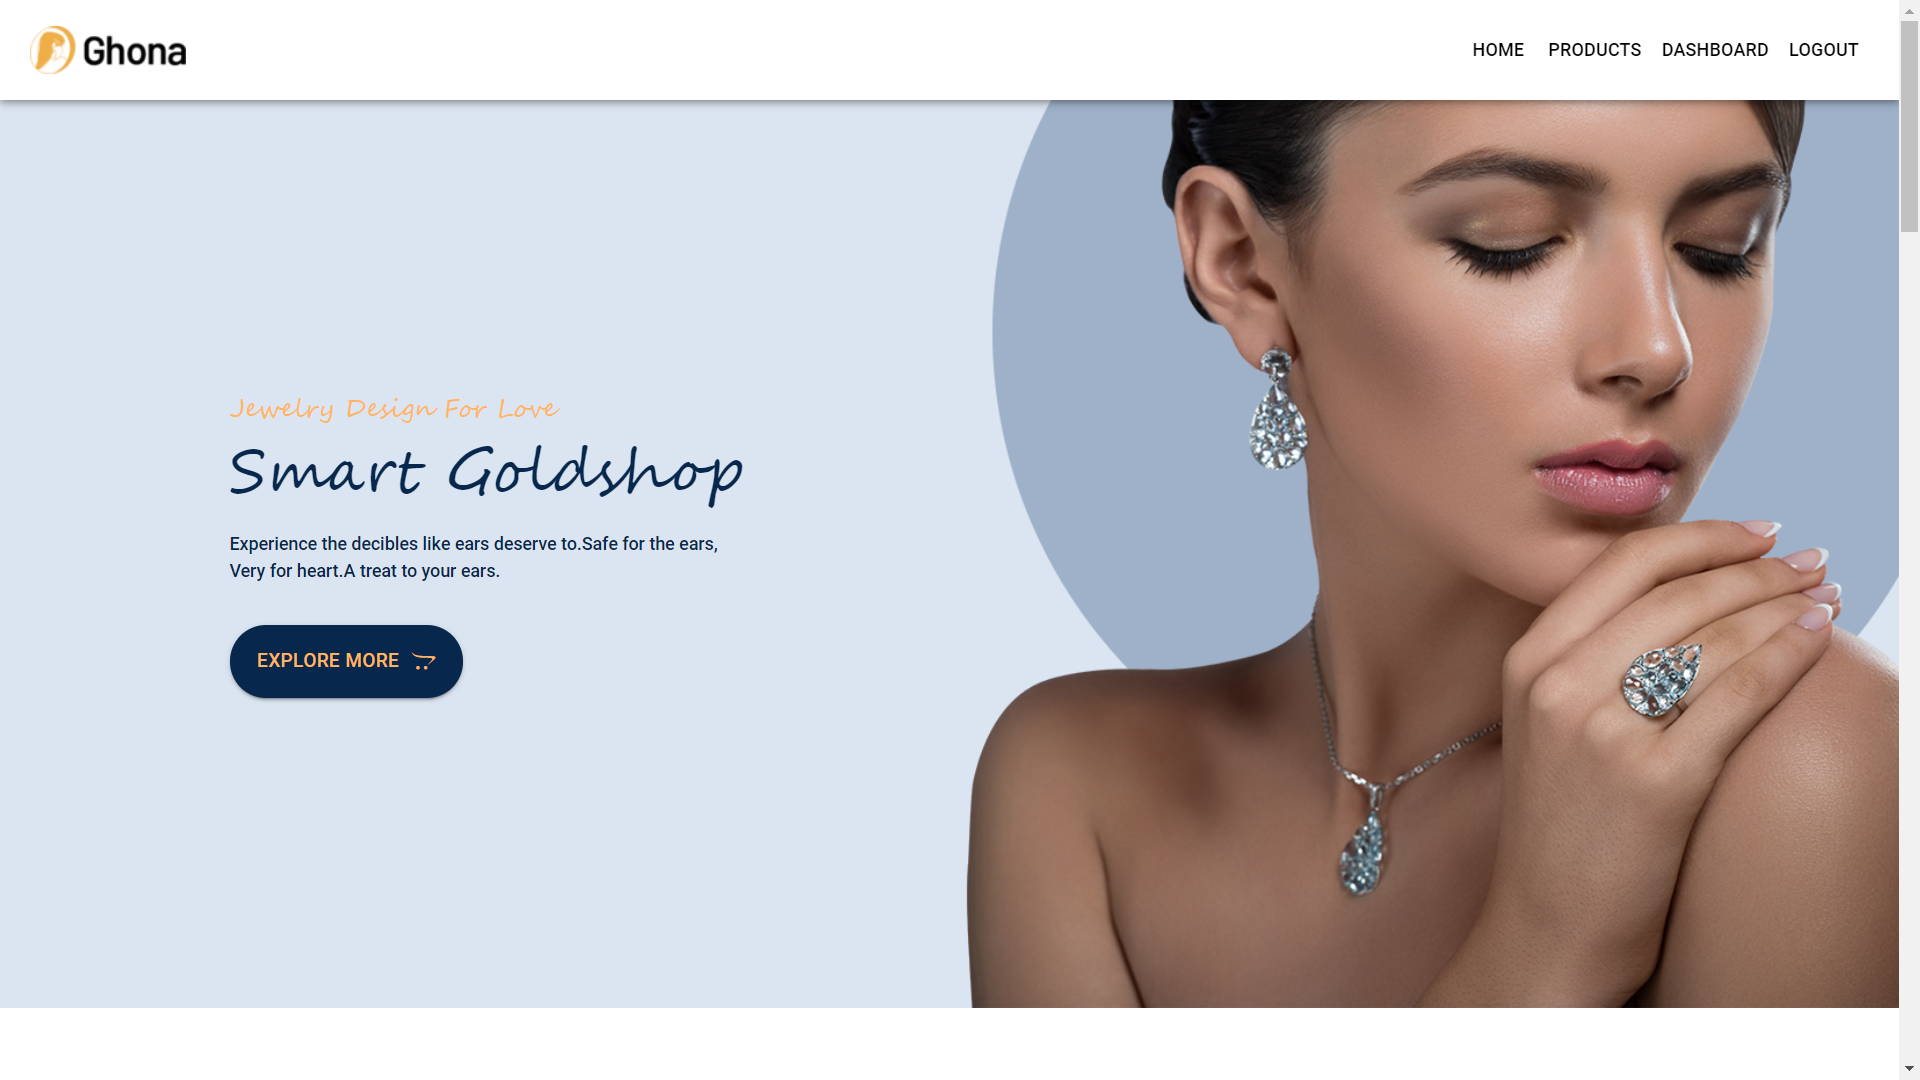 Ghona
HOME PRODUCTS DASHBOARD LOGOUT
Jewelry Design For Love
Smart Goldshop
Experience the decibles like ears deserve to.Safe for the ears,
Very for heart.A treat to your ears.
EXPLORE MORE